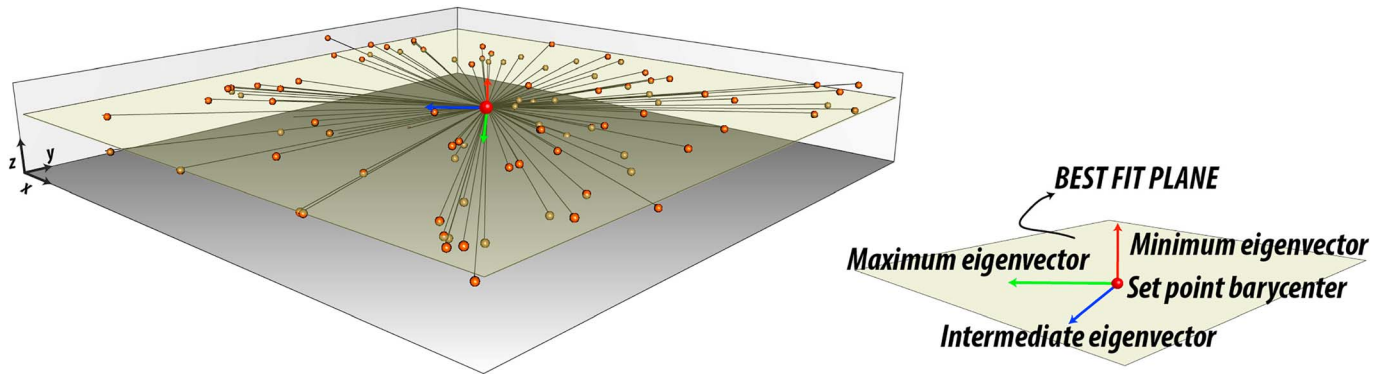 z
y
x
BEST FIT PLANE
Maximum eigenvector
Minimum eigenvector
Set point barycenter
Intermediate eigenvector